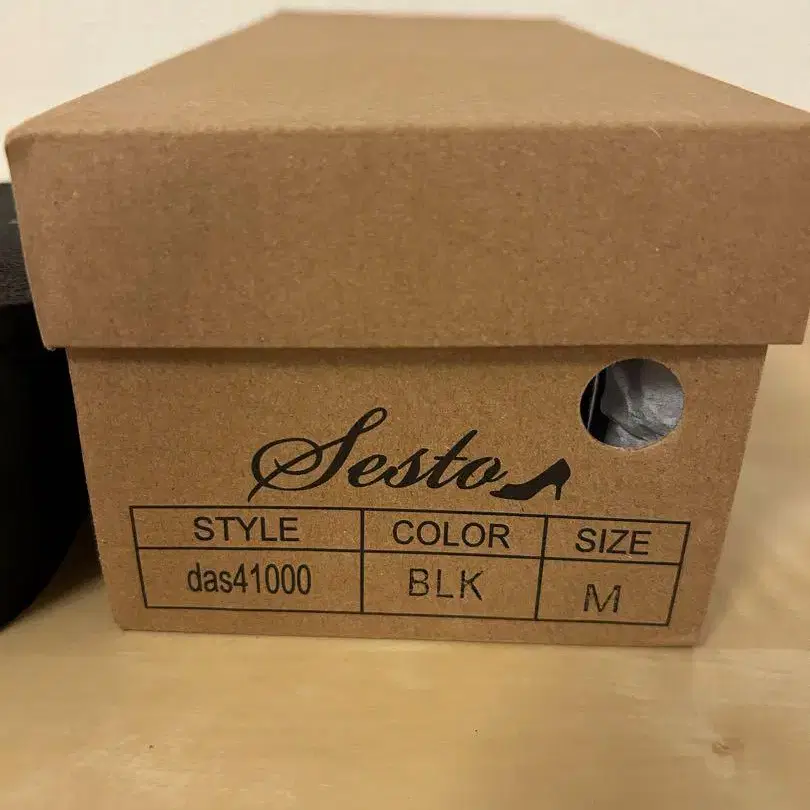 Sesto
STYLE COLOR SIZE
das41000 BLK M